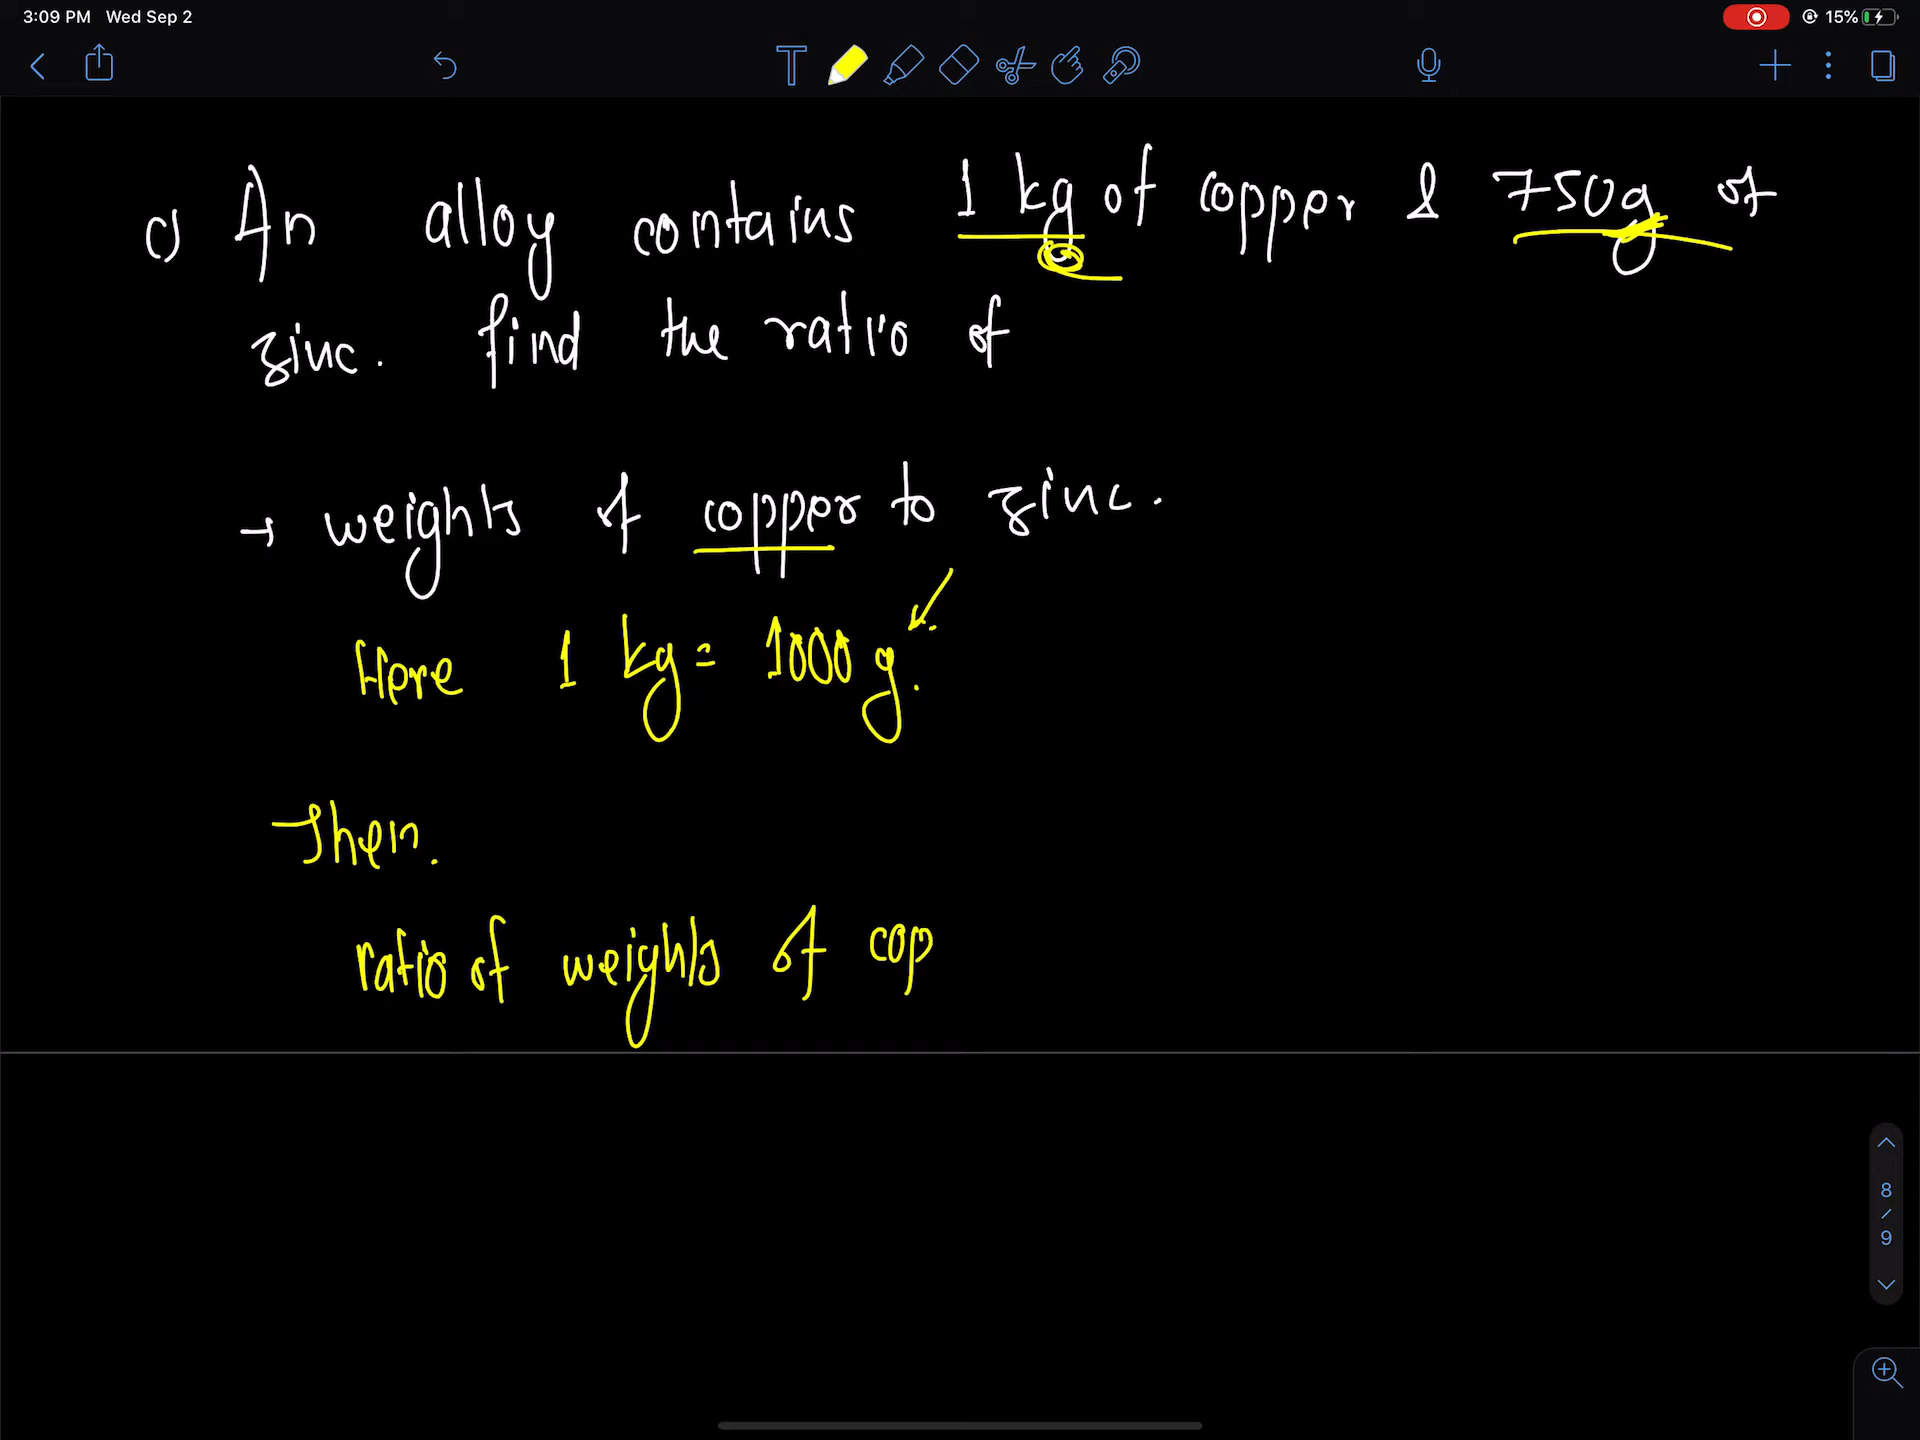 3:09 PM Wed Sep 2
15%
c) An alloy contains 1 kg of copper & 750g of
zinc. find the ratio of
→ weights of copper to zinc.
Here 1 kg = 1000 g.
Then.
ratio of weights of cop
8
/
9